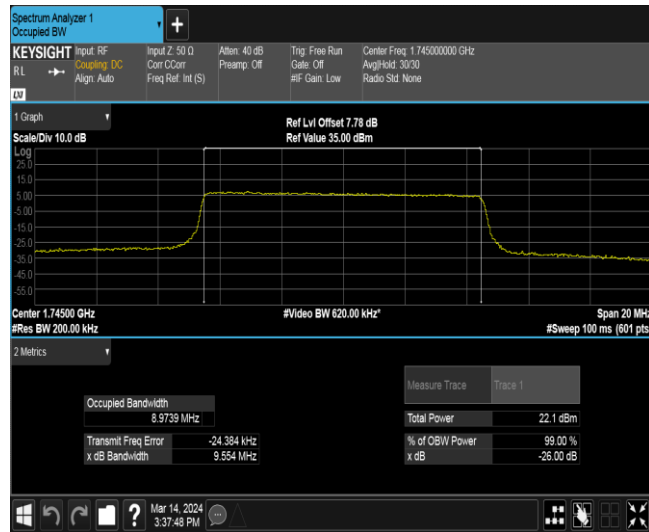 Spectrum Analyzer 1
Occupied BW
+
KEYSIGHT
RL
LXI
Input: RF
Coupling: DC
Align: Auto
Input Z: 50 Ω
Corr CCorr
Freq Ref: Int (S)
Atten: 40 dB
Preamp: Off
Trig: Free Run
Gate: Off
#IF Gain: Low
Center Freq: 1.745000000 GHz
Avg|Hold: 30/30
Radio Std: None
1 Graph
Scale/Div 10.0 dB
Ref Lvl Offset 7.78 dB
Ref Value 35.00 dBm
Log
25.0
15.0
5.00
-5.00
-15.0
-25.0
-35.0
-45.0
-55.0
Center 1.74500 GHz
#Res BW 200.00 kHz
#Video BW 620.00 kHz*
Span 20 MHz
#Sweep 100 ms (601 pts
2 Metrics
Measure Trace Trace 1
Occupied Bandwidth
8.9739 MHz
Total Power 22.1 dBm
Transmit Freq Error -24.384 kHz
% of OBW Power 99.00 %
x dB Bandwidth 9.554 MHz
x dB -26.00 dB
?
Mar 14, 2024
3:37:48 PM